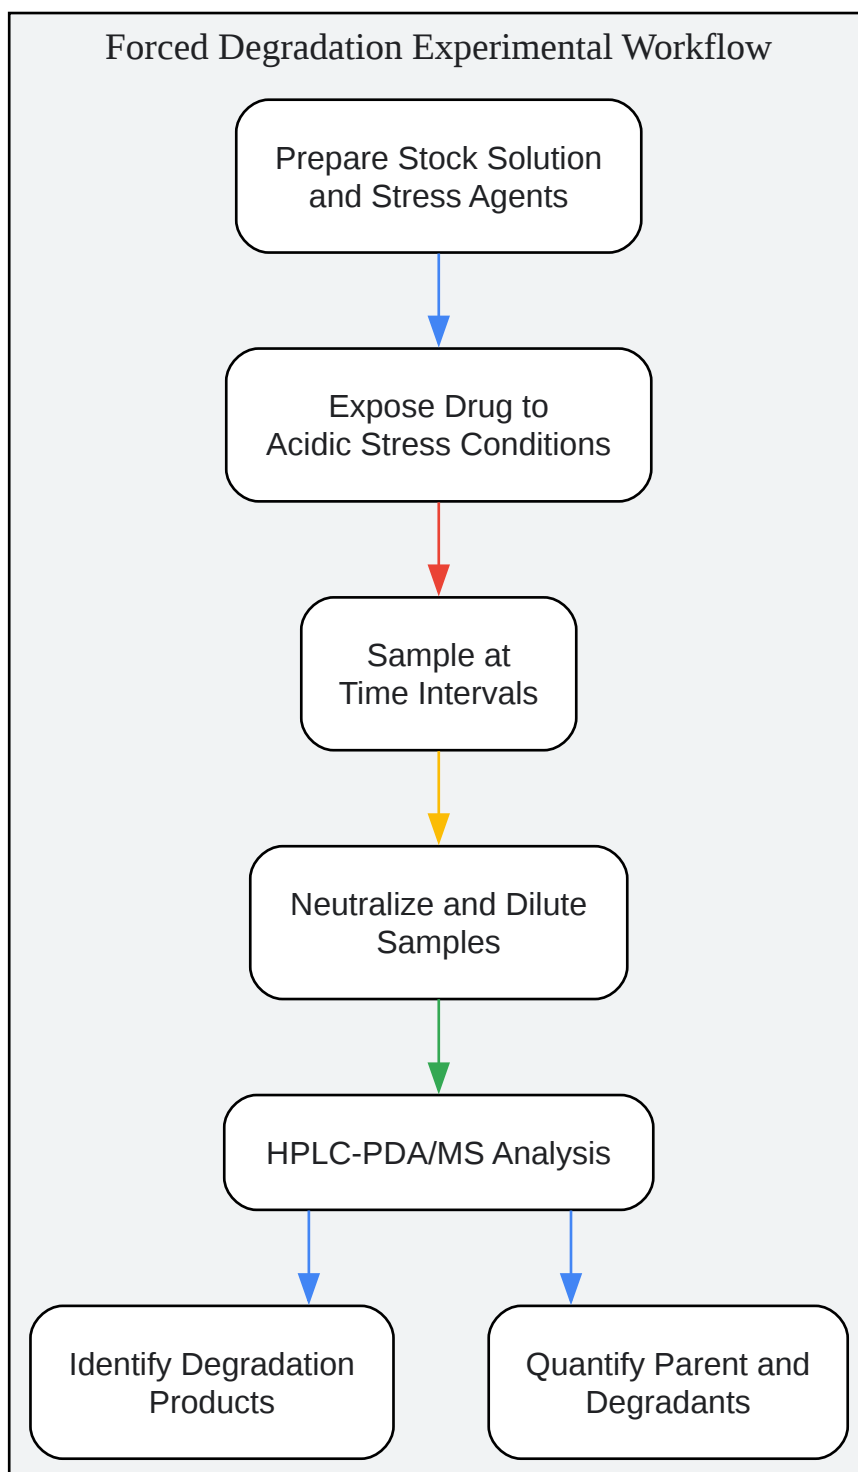 Forced Degradation Experimental Workflow
Prepare Stock Solution
and Stress Agents
Expose Drug to
Acidic Stress Conditions
Sample at
Time Intervals
Neutralize and Dilute
Samples
HPLC-PDA/MS Analysis
Identify Degradation
Products
Quantify Parent and
Degradants